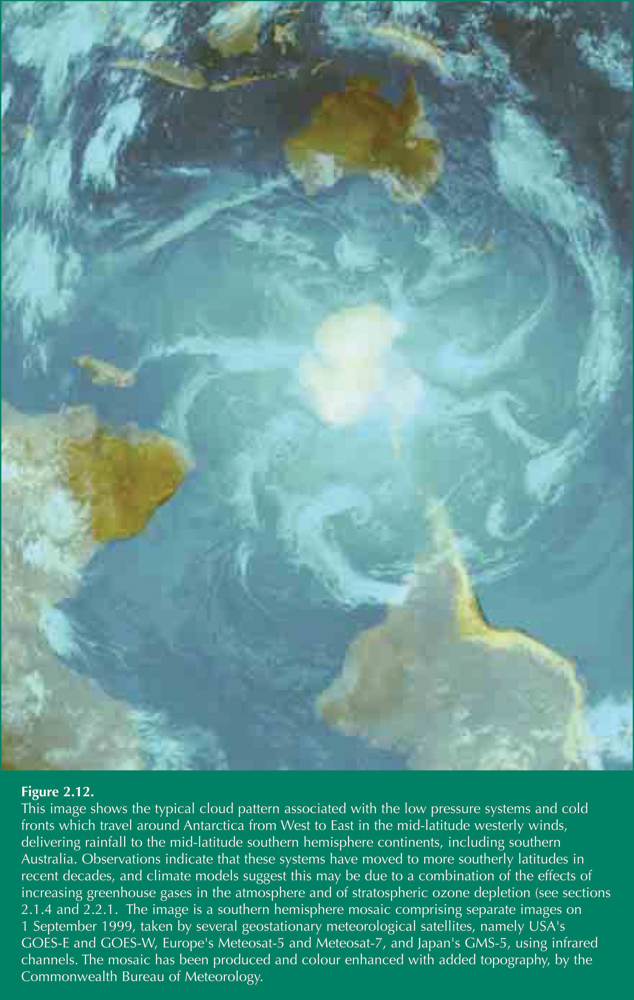 Figure 2.12.
This image shows the typical cloud pattern associated with the low pressure systems and cold
fronts which travel around Antarctica from West to East in the mid-latitude westerly winds,
delivering rainfall to the mid-latitude southern hemisphere continents, including southern
Australia. Observations indicate that these systems have moved to more southerly latitudes in
recent decades, and climate models suggest this may be due to a combination of the effects of
increasing greenhouse gases in the atmosphere and of stratospheric ozone depletion (see sections
2.1.4 and 2.2.1.  The image is a southern hemisphere mosaic comprising separate images on
1 September 1999, taken by several geostationary meteorological satellites, namely USA's
GOES-E and GOES-W, Europe's Meteosat-5 and Meteosat-7, and Japan's GMS-5, using infrared
channels. The mosaic has been produced and colour enhanced with added topography, by the
Commonwealth Bureau of Meteorology.